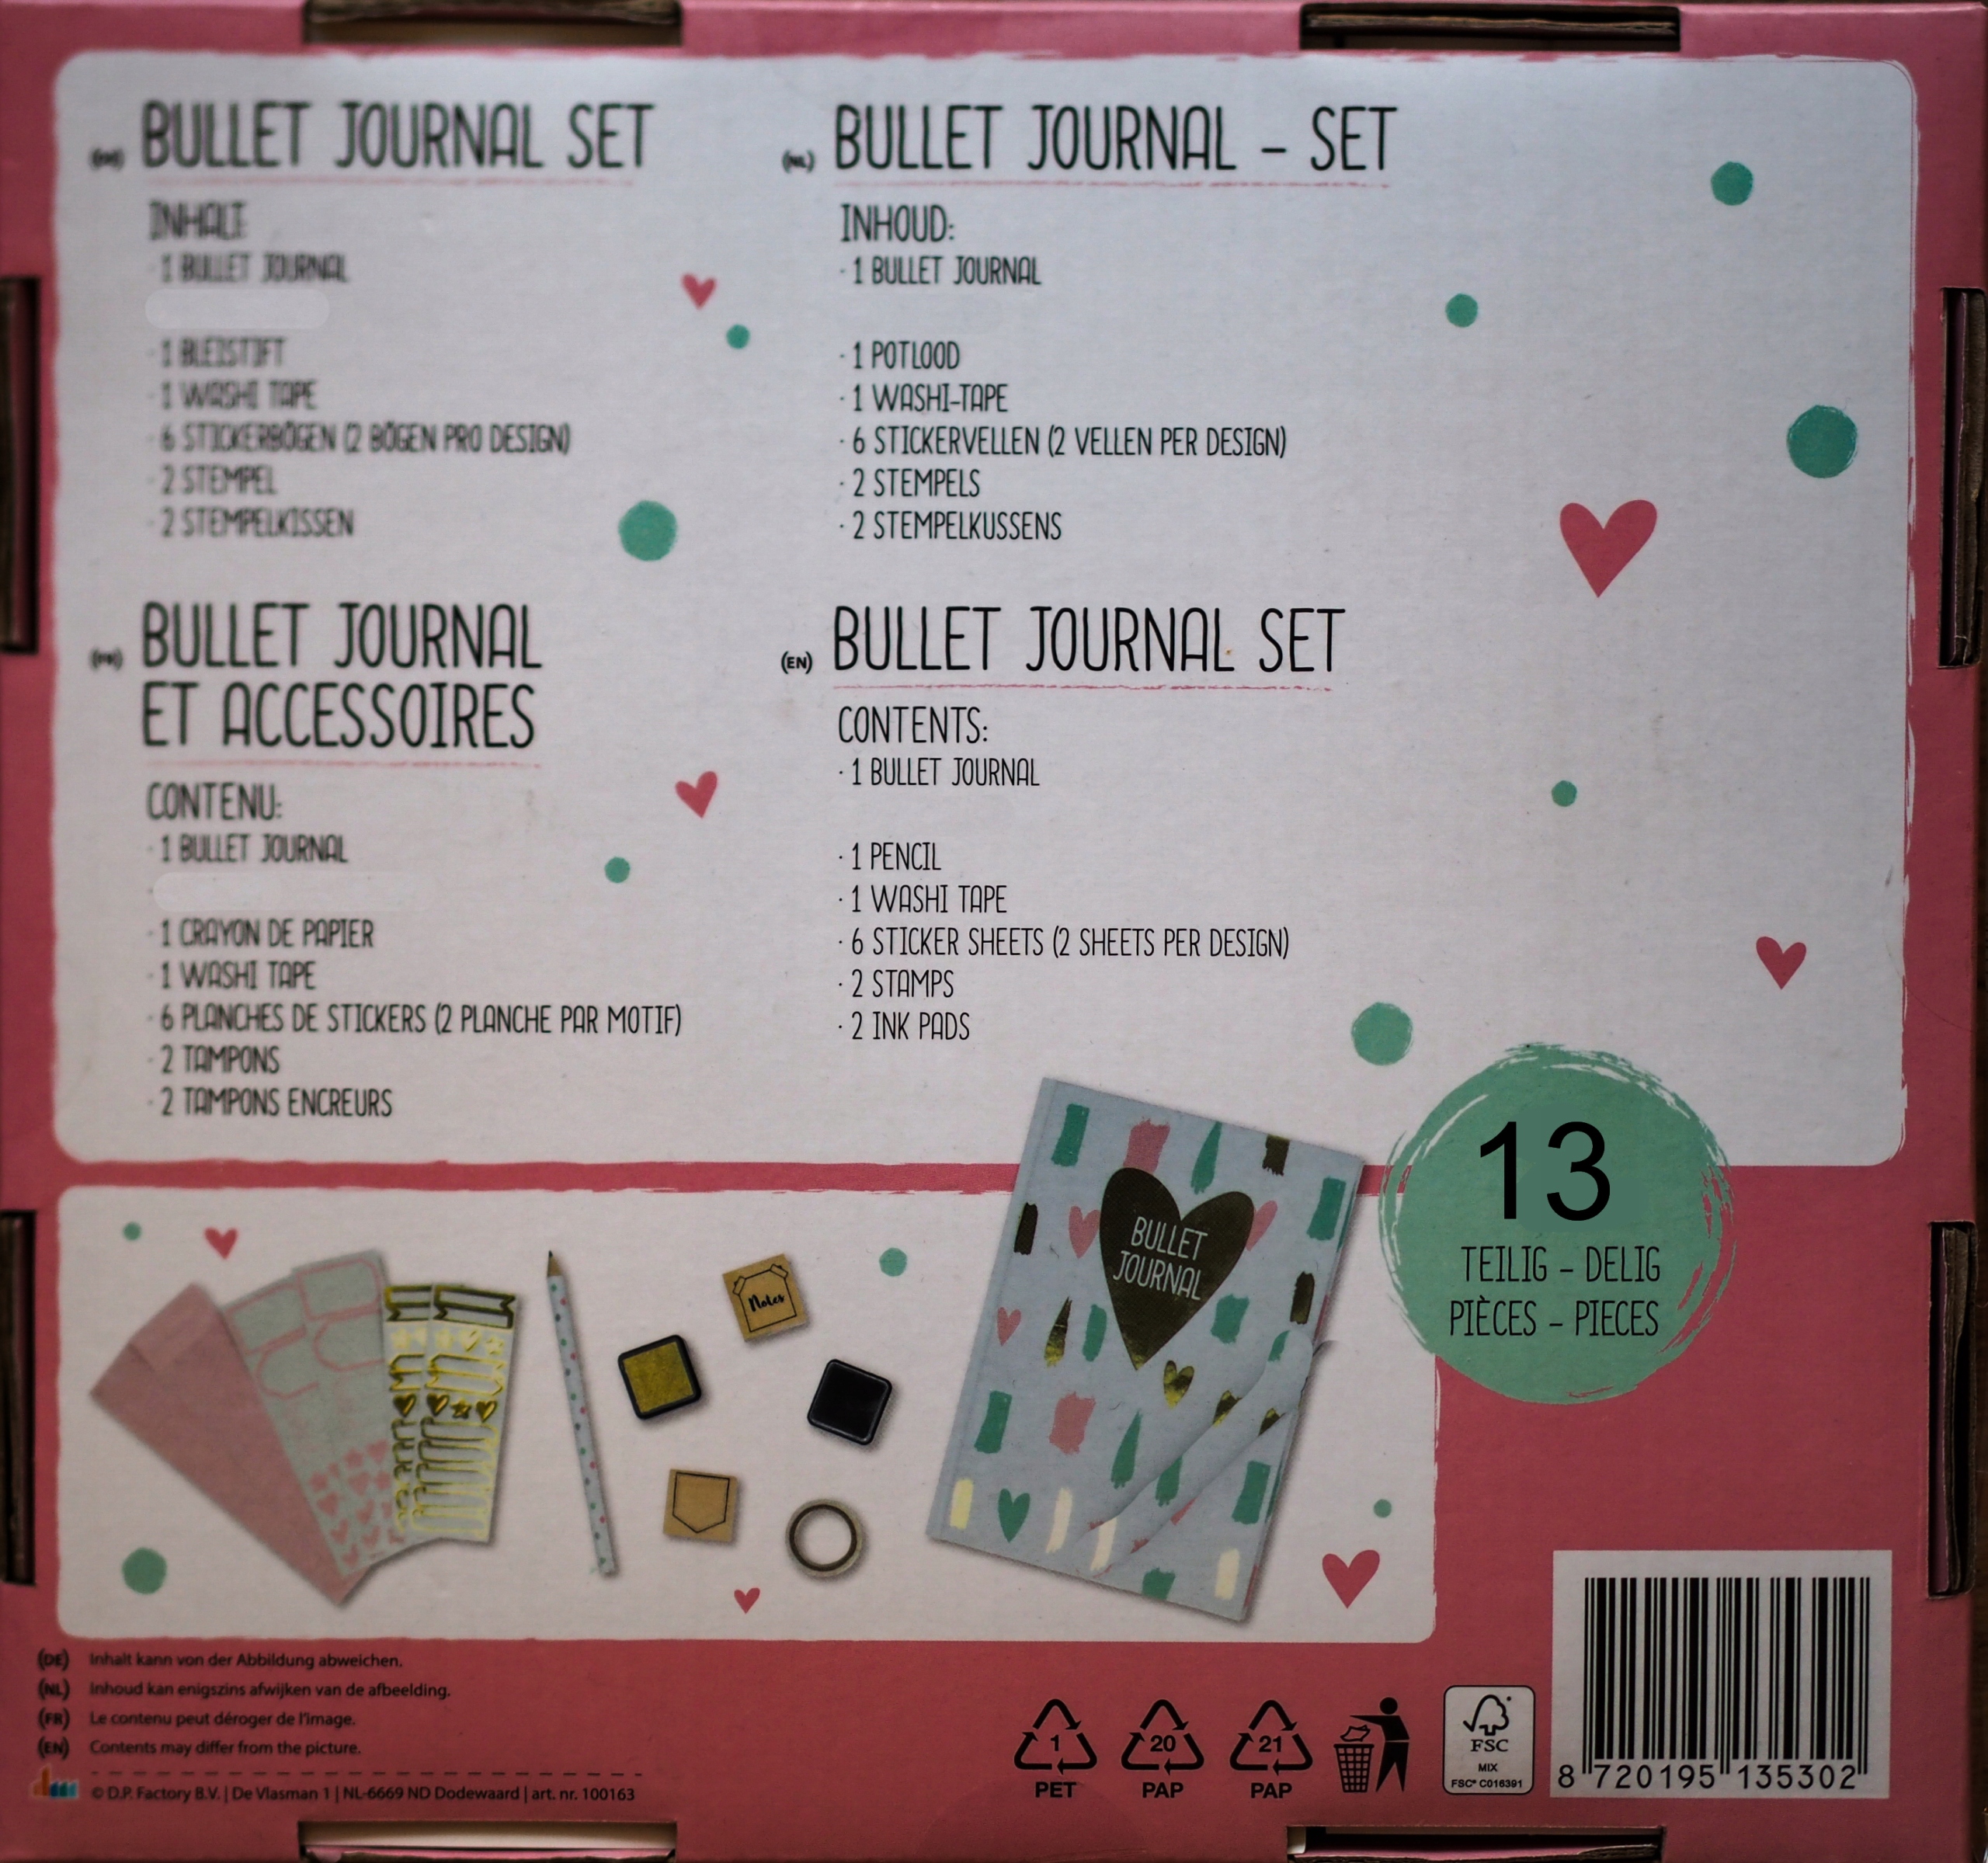 (DE) BULLET JOURNAL SET
INHALT:
· 1 BULLET JOURNAL
· 1 BLEISTIFT
· 1 WASHI TAPE
· 6 STICKERBÖGEN (2 BÖGEN PRO DESIGN)
· 2 STEMPEL
· 2 STEMPELKISSEN
(NL) BULLET JOURNAL – SET
INHOUD:
· 1 BULLET JOURNAL
· 1 POTLOOD
· 1 WASHI-TAPE
· 6 STICKERVELLEN (2 VELLEN PER DESIGN)
· 2 STEMPELS
· 2 STEMPELKUSSENS
(FR) BULLET JOURNAL
ET ACCESSOIRES
CONTENU:
· 1 BULLET JOURNAL
· 1 CRAYON DE PAPIER
· 1 WASHI TAPE
· 6 PLANCHES DE STICKERS (2 PLANCHE PAR MOTIF)
· 2 TAMPONS
· 2 TAMPONS ENCREURS
(EN) BULLET JOURNAL SET
CONTENTS:
· 1 BULLET JOURNAL
· 1 PENCIL
· 1 WASHI TAPE
· 6 STICKER SHEETS (2 SHEETS PER DESIGN)
· 2 STAMPS
· 2 INK PADS
13
TEILIG – DELIG
PIÈCES – PIECES
Notes
BULLET
JOURNAL
(DE) Inhalt kann von der Abbildung abweichen.
(NL) Inhoud kan enigszins afwijken van de afbeelding.
(FR) Le contenu peut déroger de l'image.
(EN) Contents may differ from the picture.
© D.P. Factory B.V. | De Vlasman 1 | NL-6669 ND Dodewaard | art. nr. 100163
1
PET
20
PAP
21
PAP
FSC
MIX
FSC® C016391
8 720195 135302